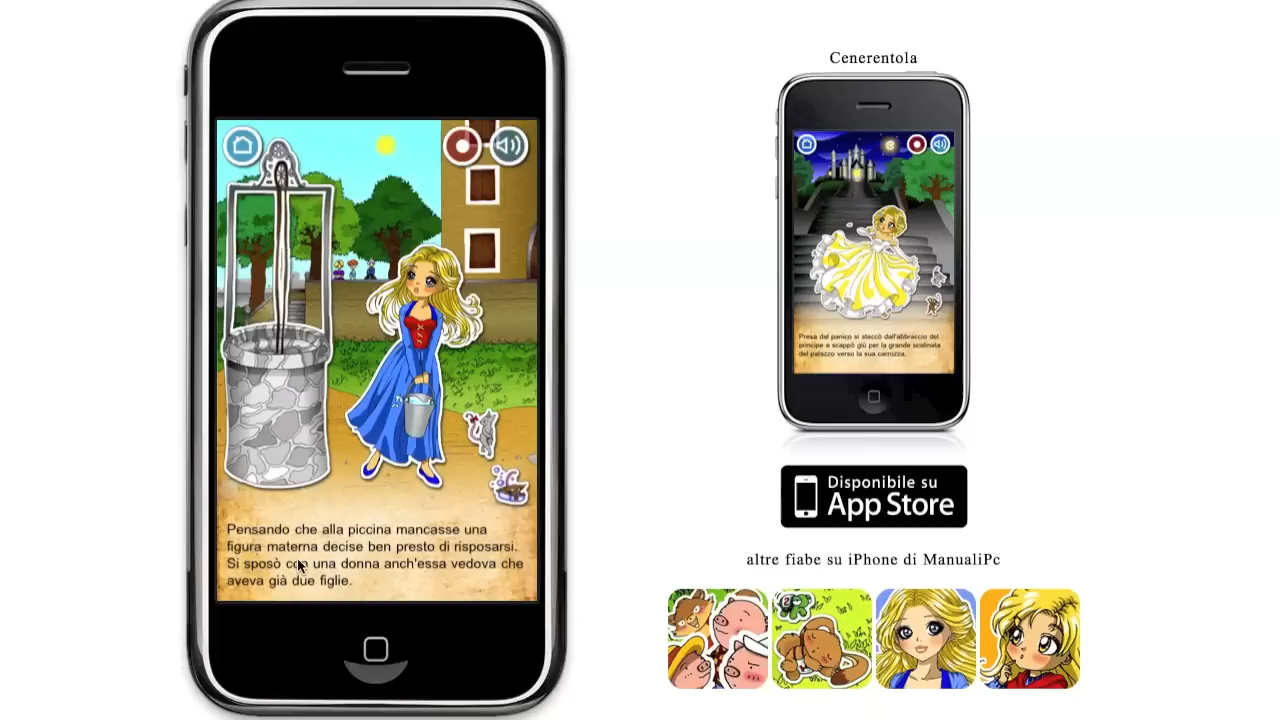 Pensando che alla piccina mancasse una
figura materna decise ben presto di risposarsi.
Si sposò con una donna anch'essa vedova che
aveva già due figlie.
Cenerentola
Presa dal panico si staccò dall'abbraccio del
principe e scappò giù per la grande scalinata
del palazzo verso la sua carrozza.
Disponibile su
App Store
altre fiabe su iPhone di ManualiPc